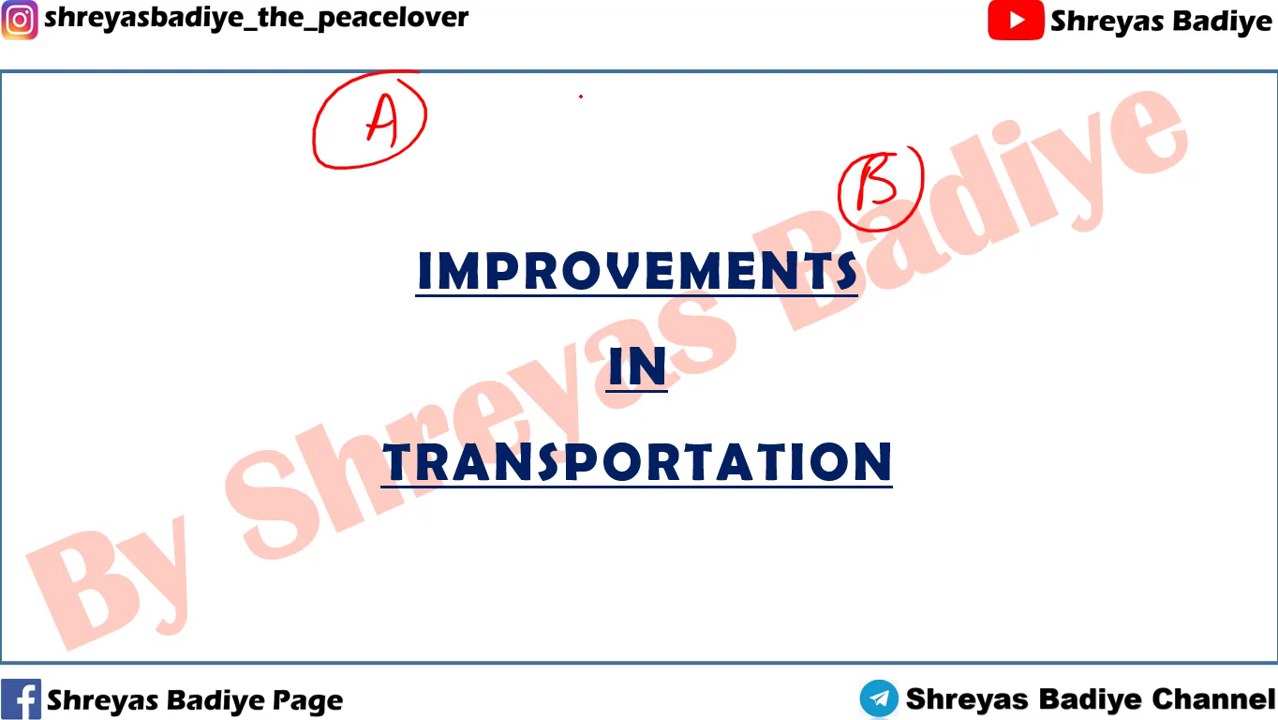 shreyasbadiye_the_peacelover
Shreyas Badiye
A
B
IMPROVEMENTS
IN
TRANSPORTATION
By Shreyas Badiye
Shreyas Badiye Page
Shreyas Badiye Channel